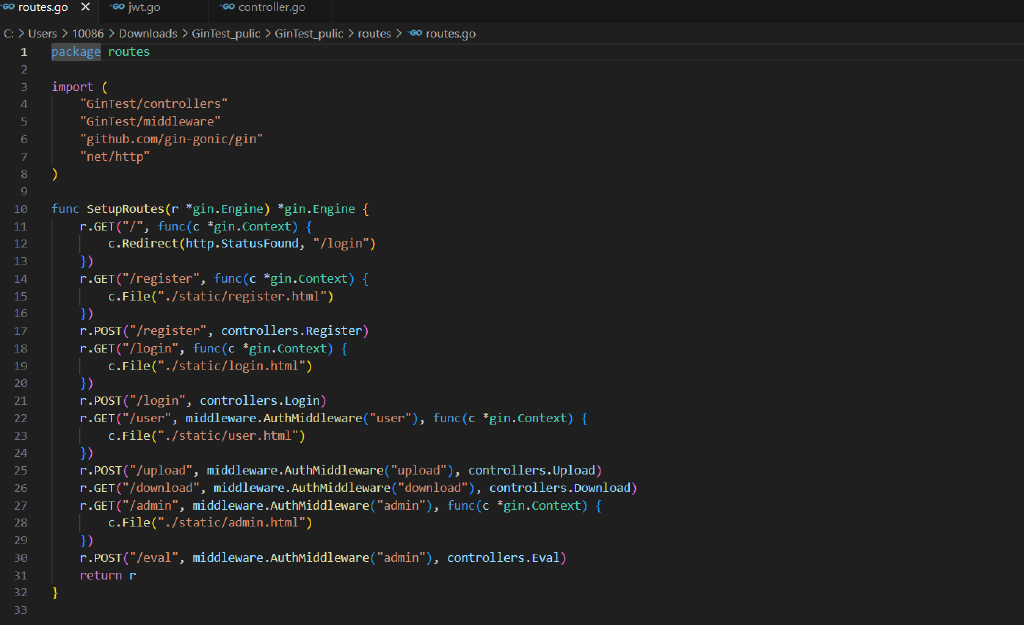 routes.go × jwt.go controller.go
C: > Users > 10086 > Downloads > GinTest_pulic > GinTest_pulic > routes > routes.go
1 package routes
2
3 import (
4 "GinTest/controllers"
5 "GinTest/middleware"
6 "github.com/gin-gonic/gin"
7 "net/http"
8 )
9
10 func SetupRoutes(r *gin.Engine) *gin.Engine {
11 r.GET("/", func(c *gin.Context) {
12 c.Redirect(http.StatusFound, "/login")
13 })
14 r.GET("/register", func(c *gin.Context) {
15 c.File("./static/register.html")
16 })
17 r.POST("/register", controllers.Register)
18 r.GET("/login", func(c *gin.Context) {
19 c.File("./static/login.html")
20 })
21 r.POST("/login", controllers.Login)
22 r.GET("/user", middleware.AuthMiddleware("user"), func(c *gin.Context) {
23 c.File("./static/user.html")
24 })
25 r.POST("/upload", middleware.AuthMiddleware("upload"), controllers.Upload)
26 r.GET("/download", middleware.AuthMiddleware("download"), controllers.Download)
27 r.GET("/admin", middleware.AuthMiddleware("admin"), func(c *gin.Context) {
28 c.File("./static/admin.html")
29 })
30 r.POST("/eval", middleware.AuthMiddleware("admin"), controllers.Eval)
31 return r
32 }
33